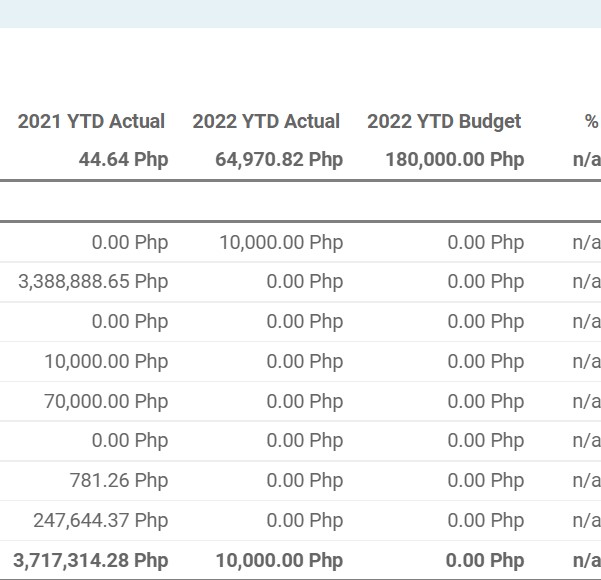 2021 YTD Actual 2022 YTD Actual 2022 YTD Budget %
44.64 Php 64,970.82 Php 180,000.00 Php n/a
0.00 Php 10,000.00 Php 0.00 Php n/a
3,388,888.65 Php 0.00 Php 0.00 Php n/a
0.00 Php 0.00 Php 0.00 Php n/a
10,000.00 Php 0.00 Php 0.00 Php n/a
70,000.00 Php 0.00 Php 0.00 Php n/a
0.00 Php 0.00 Php 0.00 Php n/a
781.26 Php 0.00 Php 0.00 Php n/a
247,644.37 Php 0.00 Php 0.00 Php n/a
3,717,314.28 Php 10,000.00 Php 0.00 Php n/a